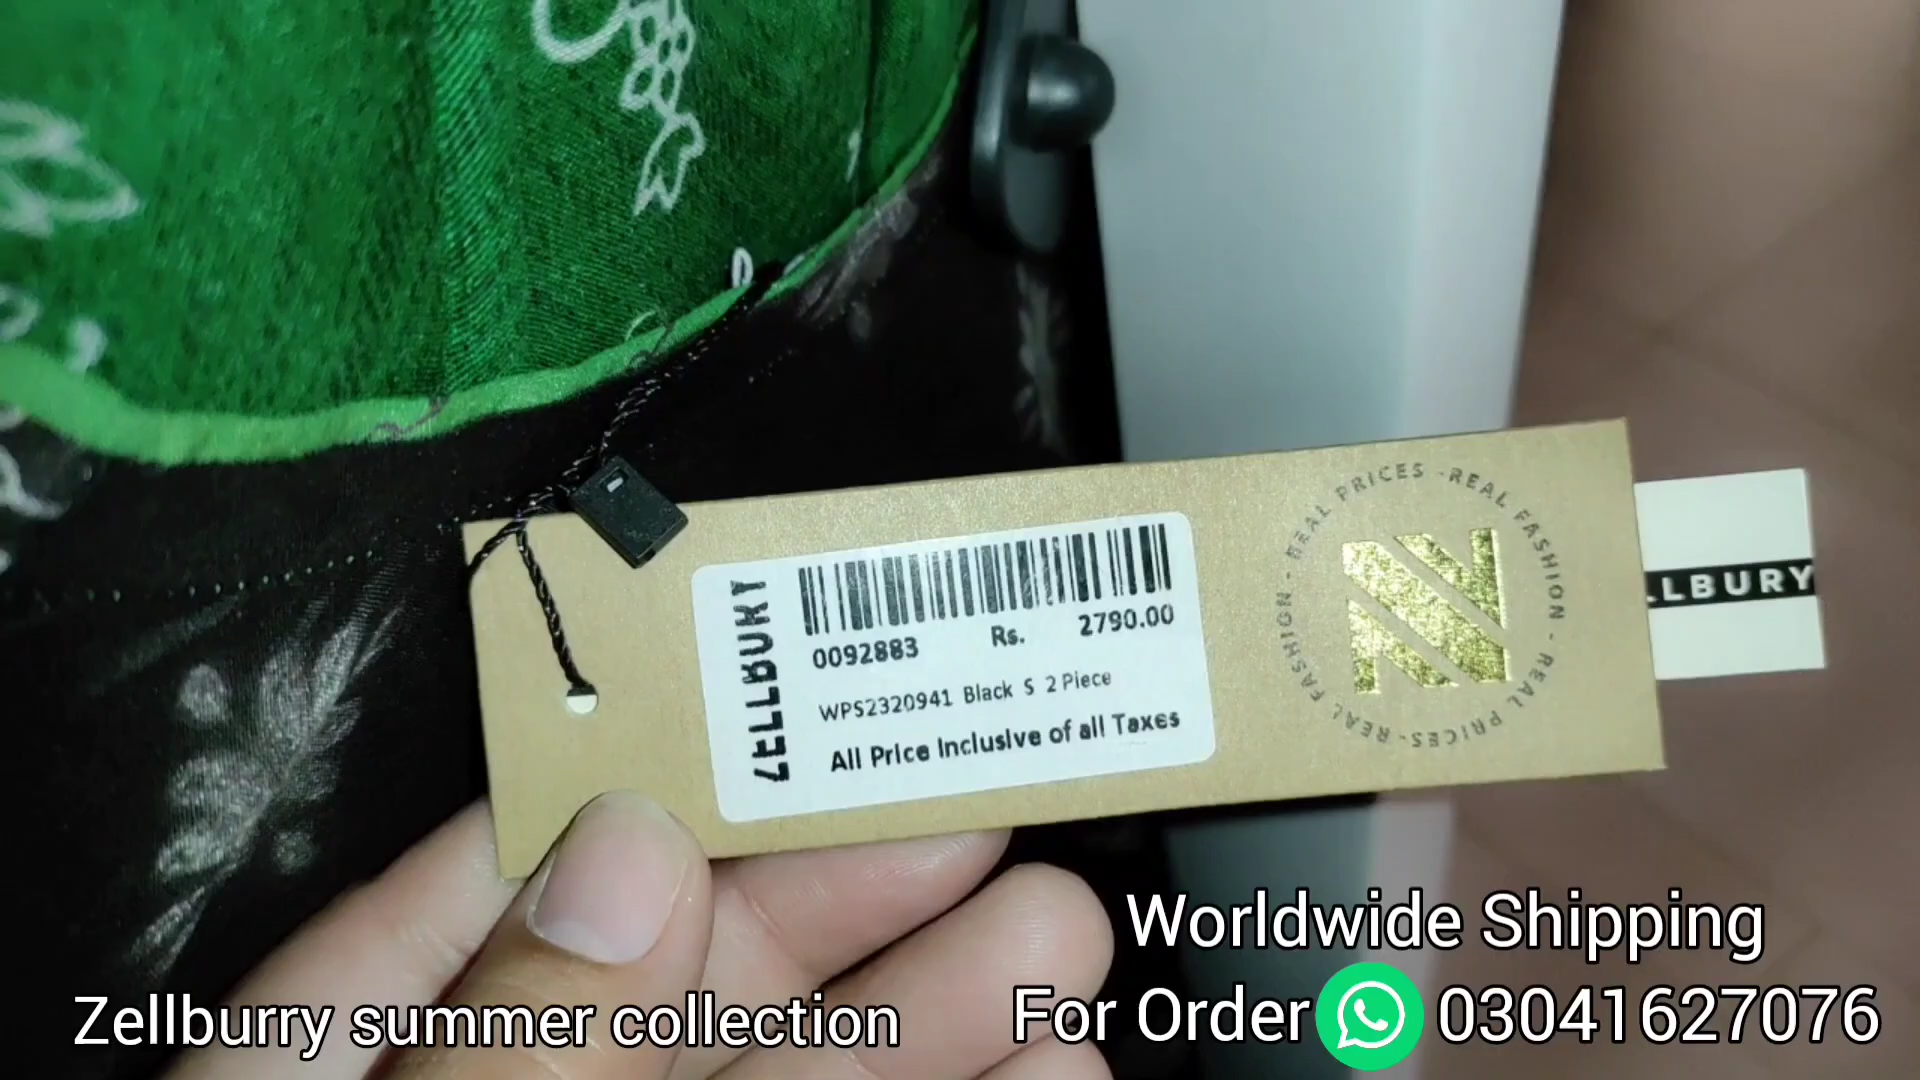 ZELLBURY
0092883 Rs. 2790.00
WPS2320941 Black S 2 Piece
All Price Inclusive of all Taxes
REAL PRICES - REAL FASHION - REAL PRICES - REAL FASHION -
LLBURY
Worldwide Shipping
Zellburry summer collection
For Order 03041627076